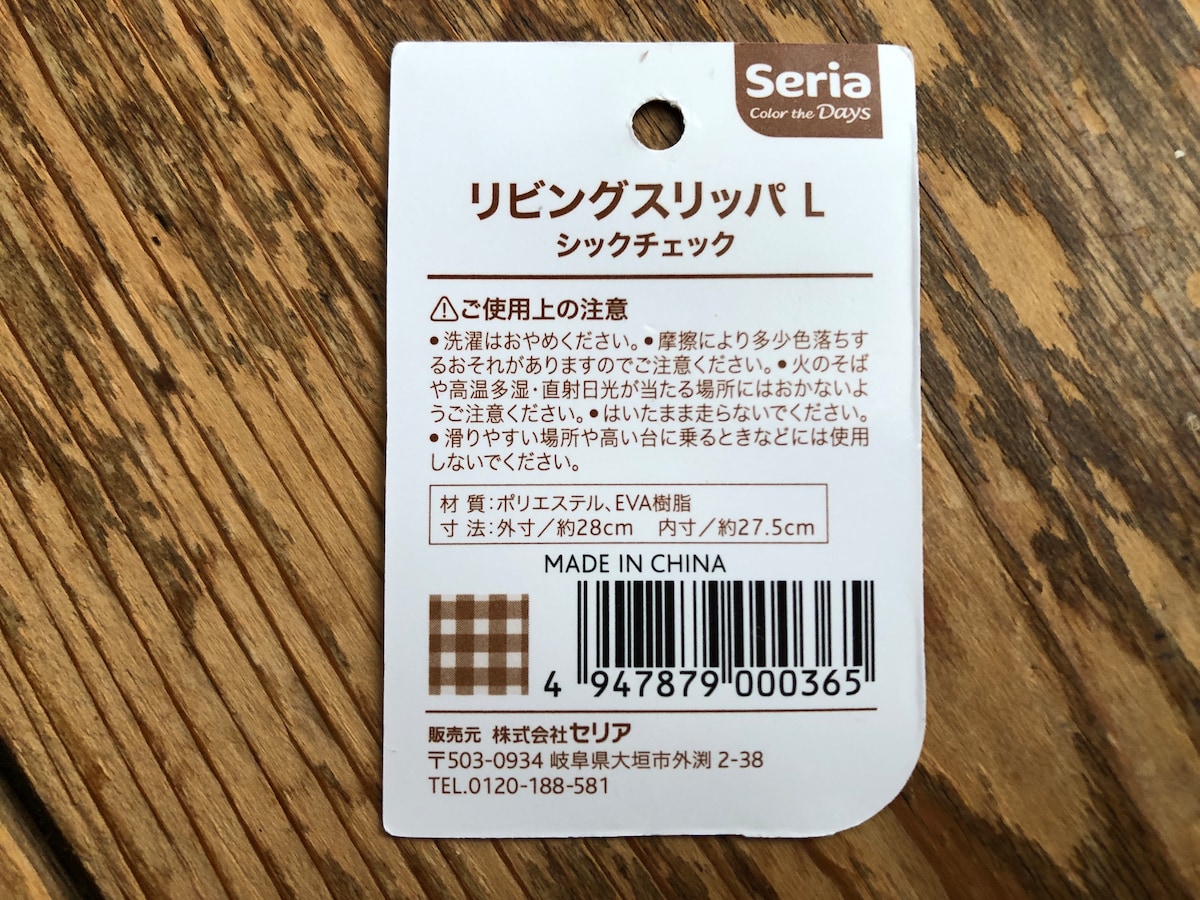 Seria
Color the Days
リビングスリッパ L
シックチェック
⚠ご使用上の注意
●洗濯はおやめください。●摩擦により多少色落ちす
るおそれがありますのでご注意ください。●火のそば
や高温多湿・直射日光が当たる場所にはおかないよ
うご注意ください。●はいたまま走らないでください。
●滑りやすい場所や高い台に乗るときなどには使用
しないでください。
材 質:ポリエステル、EVA樹脂
寸 法:外寸/約28cm 内寸/約27.5cm
MADE IN CHINA
4 947879 000365
販売元 株式会社セリア
〒503-0934 岐阜県大垣市外渕 2-38
TEL.0120-188-581